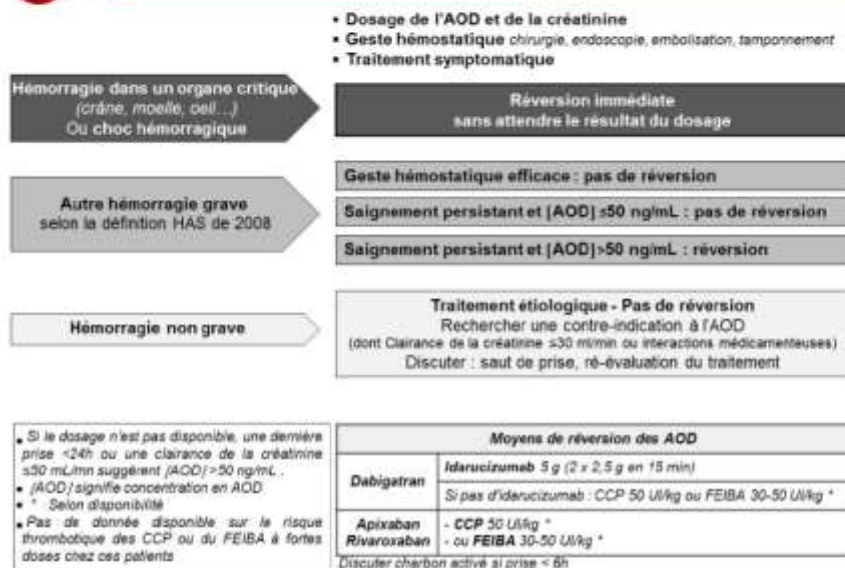 • Dosage de l'AOD et de la créatinine
• Geste hémostatique chirurgie, endoscopie, embolisation, tamponnement
• Traitement symptomatique
Hémorragie dans un organe critique
(crâne, moelle, oeil…)
Ou choc hémorragique
Réversion immédiate
sans attendre le résultat du dosage
Autre hémorragie grave
selon la définition HAS de 2008
Geste hémostatique efficace : pas de réversion
Saignement persistant et [AOD] ≤50 ng/mL : pas de réversion
Saignement persistant et [AOD]>50 ng/mL : réversion
Hémorragie non grave
Traitement étiologique - Pas de réversion
Rechercher une contre-indication à l'AOD
(dont Clairance de la créatinine ≤30 ml/min ou interactions médicamenteuses)
Discuter : saut de prise, ré-évaluation du traitement
• Si le dosage n'est pas disponible, une dernière
prise <24h ou une clairance de la créatinine
≤50 mL/mn suggèrent [AOD] >50 ng/mL .
• [AOD] signifie concentration en AOD
• * Selon disponibilité
• Pas de donnée disponible sur le risque
thrombotique des CCP ou du FEIBA à fortes
doses chez ces patients
Moyens de réversion des AOD
Dabigatran
Idarucizumab 5 g (2 x 2,5 g en 15 min)
Si pas d'idarucizumab : CCP 50 UI/kg ou FEIBA 30-50 UI/kg *
Apixaban
Rivaroxaban
- CCP 50 UI/kg *
- ou FEIBA 30-50 UI/kg *
Discuter charbon activé si prise < 6h